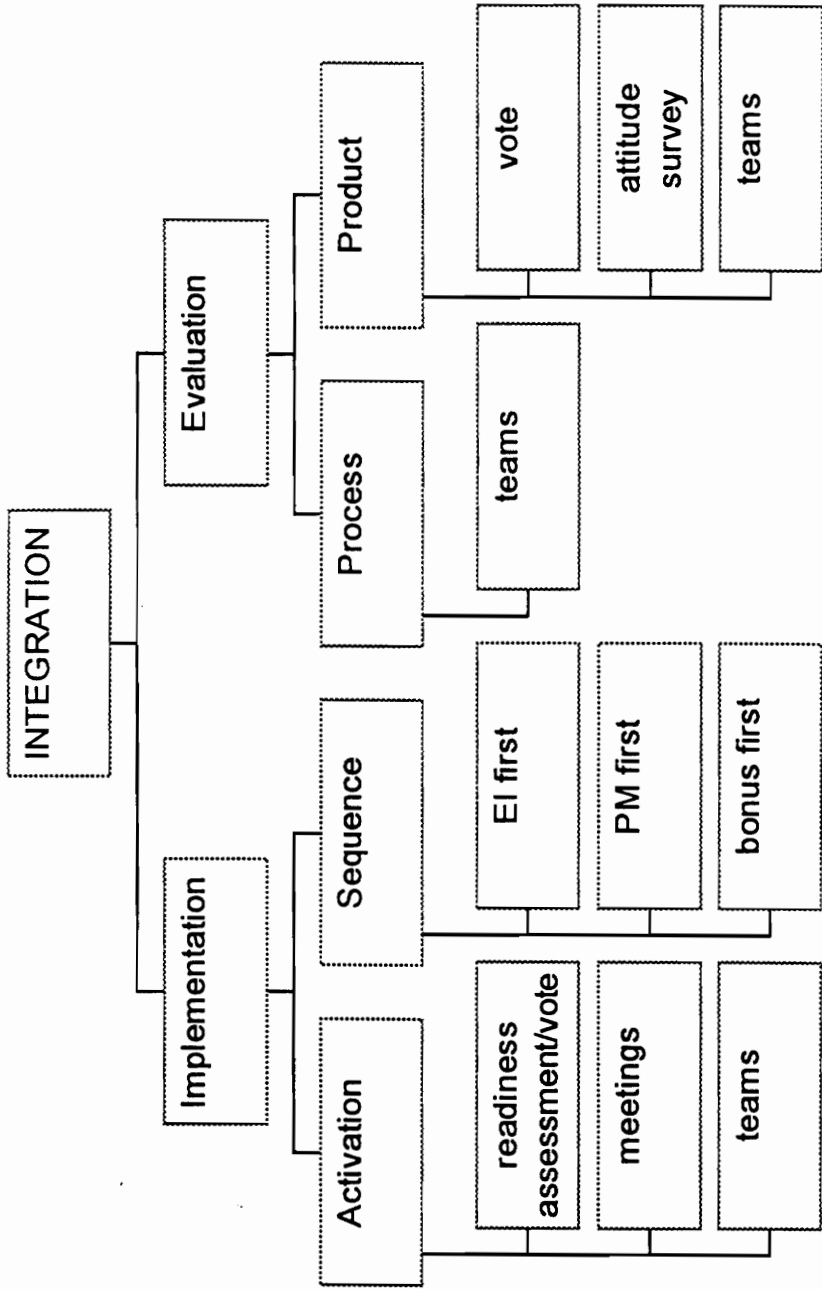 INTEGRATION
Implementation
Evaluation
Activation
Sequence
Process
Product
readiness
assessment/vote
meetings
teams
EI first
PM first
bonus first
teams
vote
attitude
survey
teams